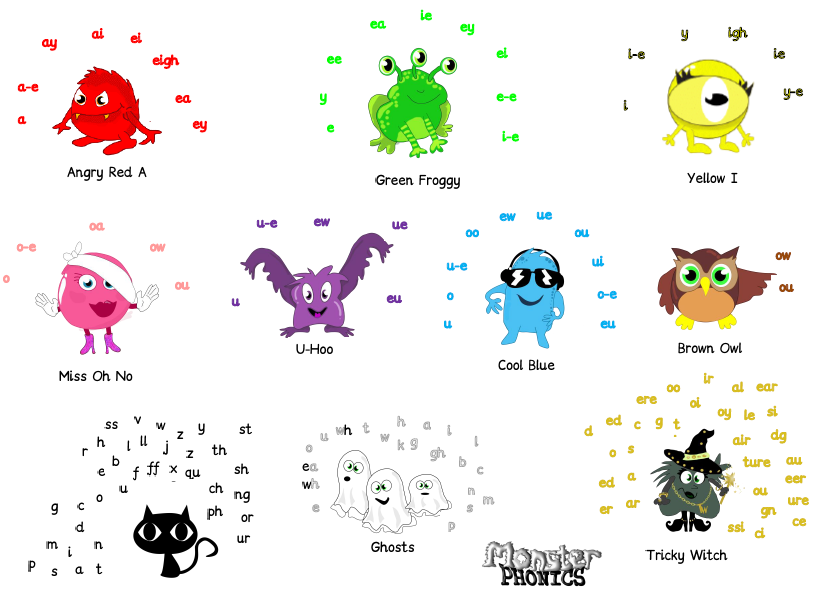 ay ai ei eigh
a-e ea
a ey
Angry Red A
ea ie ey
ee ei
y e-e
e i-e
Green Froggy
y igh
i-e ie
i y-e
Yellow I
oa
o-e ow
o ou
Miss Oh No
u-e ew ue
u eu
U-Hoo
oo ew ue ou
u-e ui
o o-e
u eu
Cool Blue
ow
ou
Brown Owl
ss v w y st
r h l ll j z z th
e b f ff x qu sh
o u ch ng
g c ph or
d ur
m i n
p s a t
u wh t h a i l
o w k g gh b c
ea
wh n s m
e p
Ghosts
ere oo ir al ear
d ed c g t oi oy le si
o s air dg
ed a ture au
er ar ou eer
gn ure
ssi ci ce
Tricky Witch
Monster
PHONICS